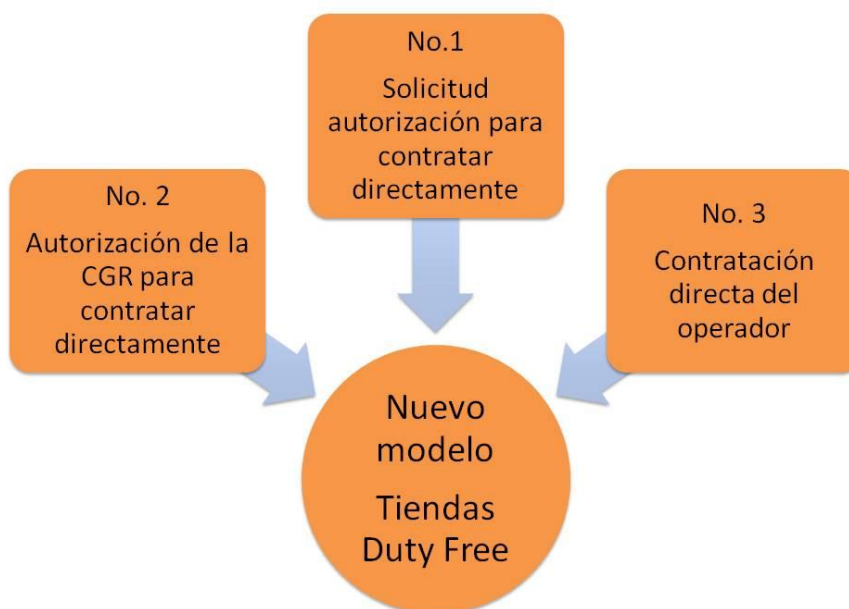 No.1
Solicitud
autorización para
contratar
directamente
No. 2
Autorización de la
CGR para
contratar
directamente
No. 3
Contratación
directa del
operador
Nuevo
modelo
Tiendas
Duty Free